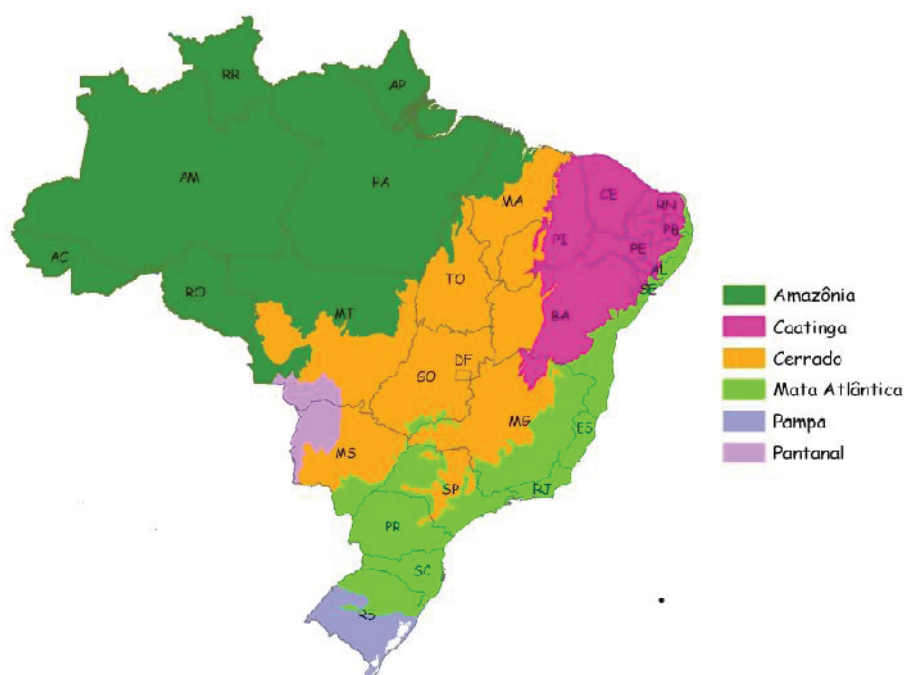 RR
AP
AM
PA
MA
CE
RN
PB
PI
PE
AC
AL
TO
SE
RO
MT
BA
DF
GO
MG
ES
MS
SP
RJ
PR
SC
RS
Amazônia
Caatinga
Cerrado
Mata Atlântica
Pampa
Pantanal